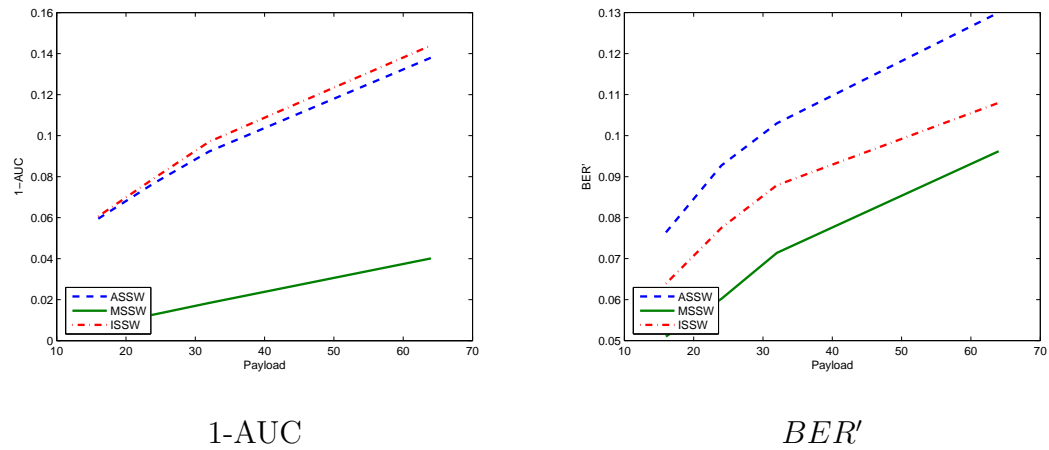 0.16
0.14
0.12
0.1
0.08
0.06
0.04
0.02
0
1−AUC
ASSW
MSSW
ISSW
10 20 30 40 50 60 70
Payload
0.13
0.12
0.11
0.1
0.09
0.08
0.07
0.06
0.05
BER'
ASSW
MSSW
ISSW
10 20 30 40 50 60 70
Payload
1-AUC
BER′